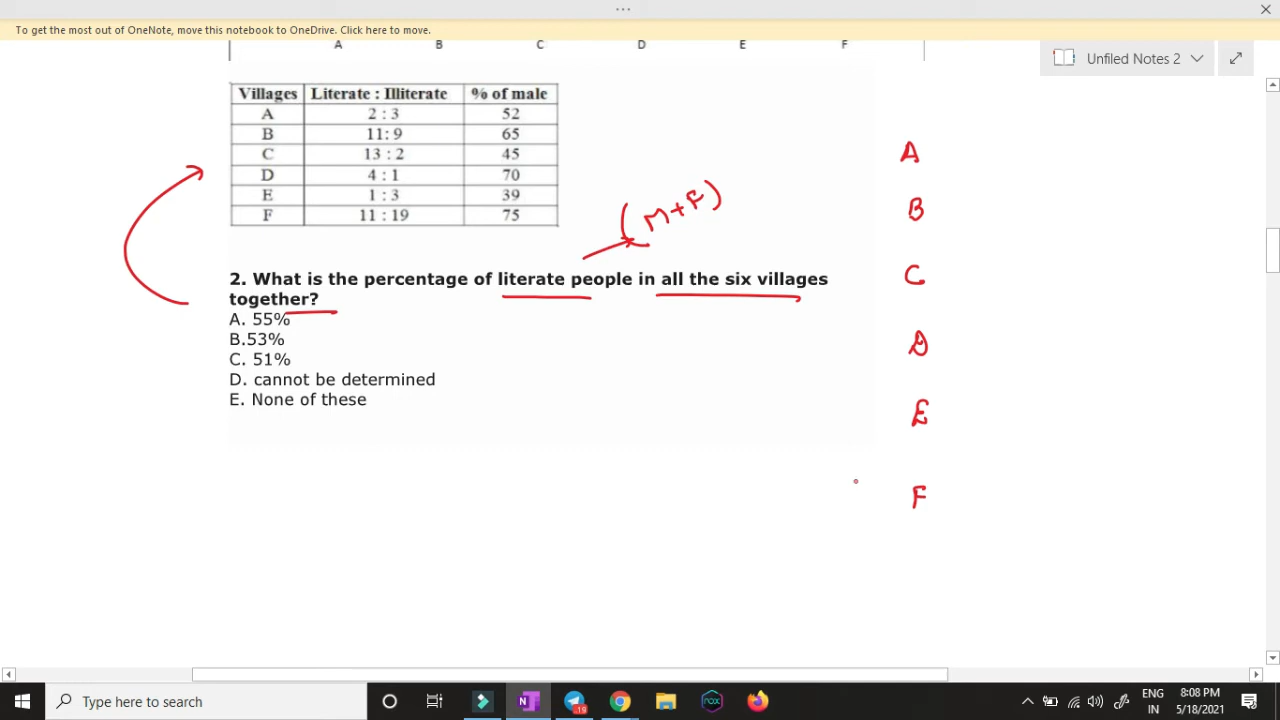 To get the most out of OneNote, move this notebook to OneDrive. Click here to move.
A B C D E F
Unfiled Notes 2
Villages Literate : Illiterate % of male
A 2 : 3 52
B 11: 9 65
C 13 : 2 45
D 4 : 1 70
E 1 : 3 39
F 11 : 19 75
(M+F)
2. What is the percentage of literate people in all the six villages
together?
A. 55%
B.53%
C. 51%
D. cannot be determined
E. None of these
A
B
C
D
E
F
Type here to search
N
.19
nox
ENG
IN
8:08 PM
5/18/2021